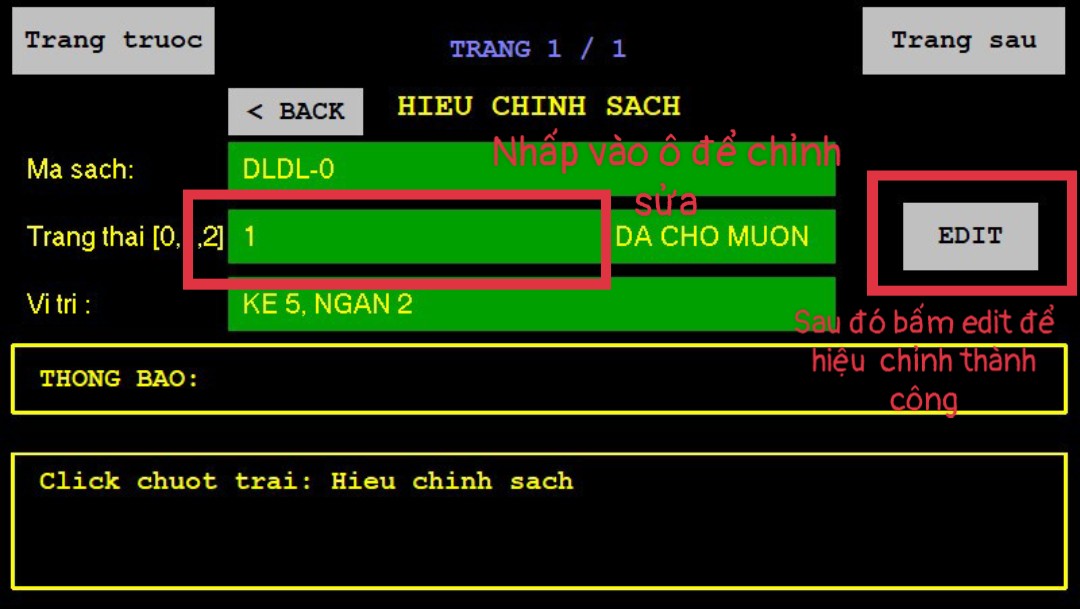 Trang truoc
TRANG 1 / 1
Trang sau
< BACK
HIEU CHINH SACH
Nhấp vào ô để chỉnh
sửa
Ma sach:
DLDL-0
Trang thai [0, ,2]
1
DA CHO MUON
EDIT
Vi tri :
KE 5, NGAN 2
Sau đó bấm edit để
hiệu chỉnh thành
công
THONG BAO:
Click chuot trai: Hieu chinh sach